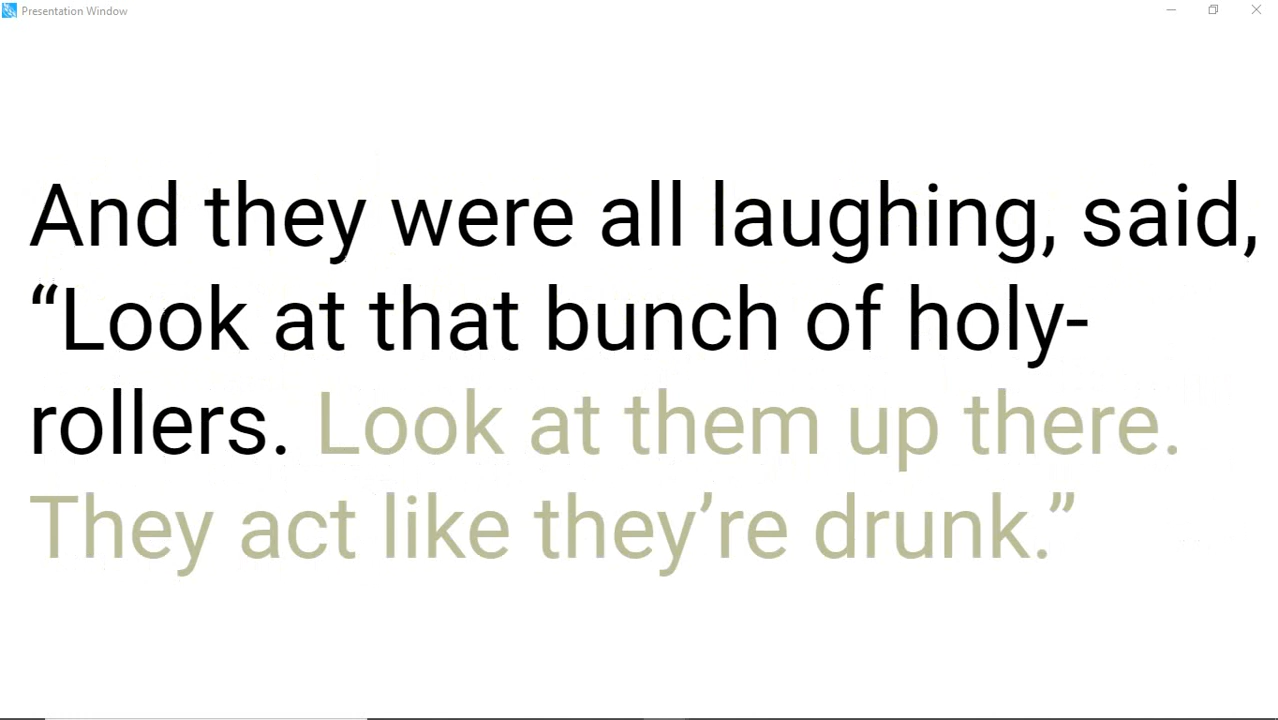 Presentation Window
And they were all laughing, said,
“Look at that bunch of holy-
rollers. Look at them up there.
They act like they’re drunk.”